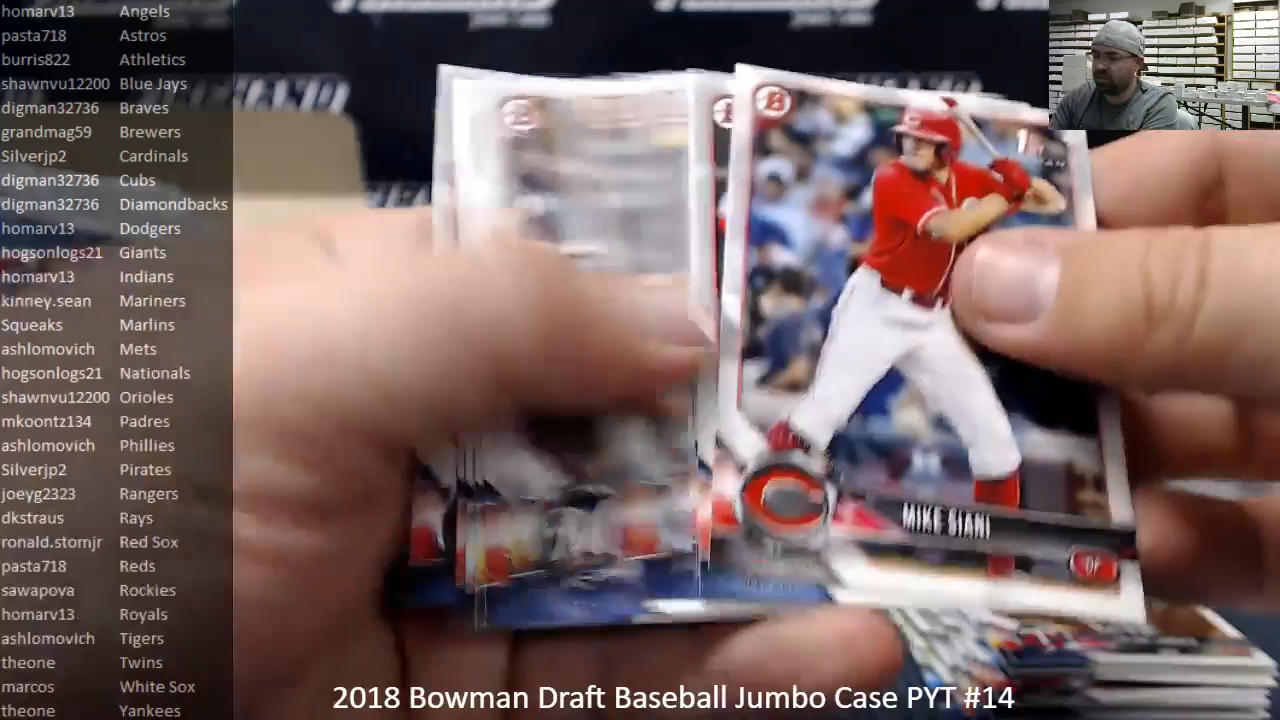 homarv13 Angels
pasta718 Astros
burris822 Athletics
shawnvu12200 Blue Jays
digman32736 Braves
grandmag59 Brewers
Silverjp2 Cardinals
digman32736 Cubs
digman32736 Diamondbacks
homarv13 Dodgers
hogsonlogs21 Giants
homarv13 Indians
kinney.sean Mariners
Squeaks Marlins
ashlomovich Mets
hogsonlogs21 Nationals
shawnvu12200 Orioles
mkoontz134 Padres
ashlomovich Phillies
Silverjp2 Pirates
joeyg2323 Rangers
dkstraus Rays
ronald.stomjr Red Sox
pasta718 Reds
sawapova Rockies
homarv13 Royals
ashlomovich Tigers
theone Twins
marcos White Sox
theone Yankees
B
1st
C
MIKE SIANI
OF
2018 Bowman Draft Baseball Jumbo Case PYT #14